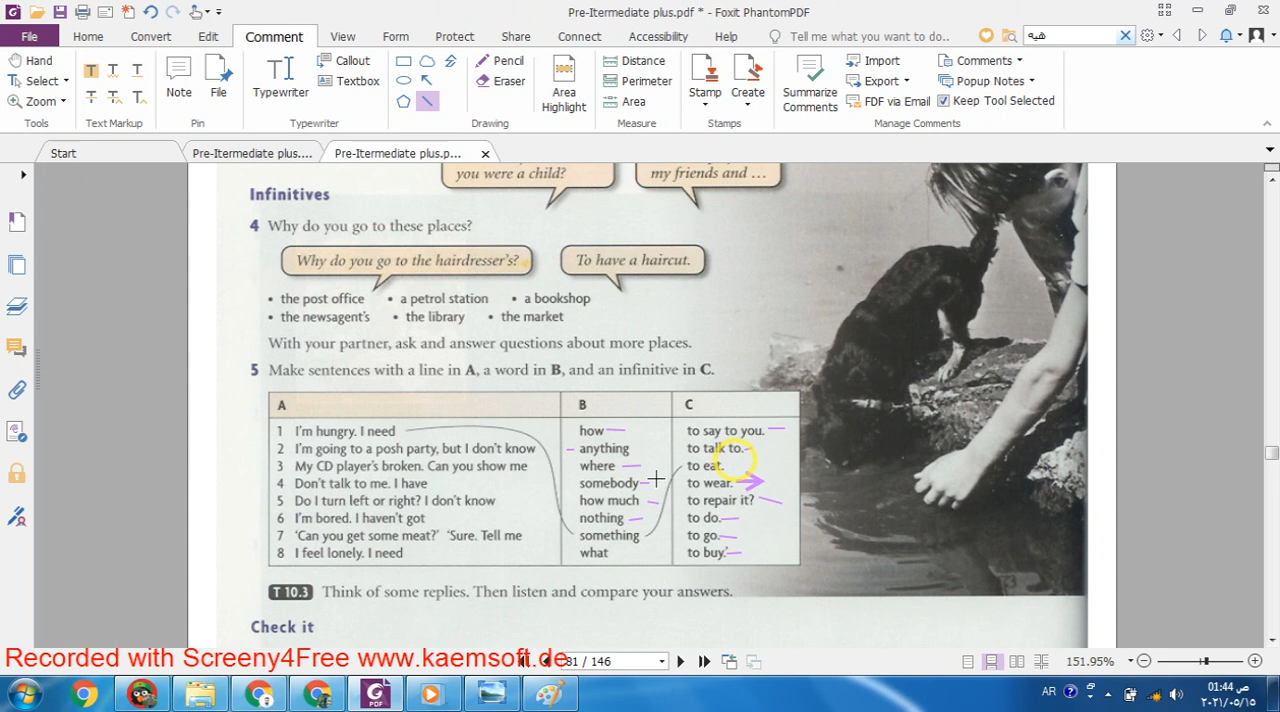 Pre-Itermediate plus.pdf * - Foxit PhantomPDF
File Home Convert Edit Comment View Form Protect Share Connect Accessibility Help Tell me what you want to do.. هيه
Hand
Select
Zoom
Tools
Text Markup
Note
File
Pin
Typewriter
Callout
Textbox
Typewriter
Pencil
Eraser
Drawing
Area Highlight
Distance
Perimeter
Area
Measure
Stamp
Create
Stamps
Summarize Comments
Import
Export
FDF via Email
Comments
Popup Notes
Keep Tool Selected
Manage Comments
Start Pre-Itermediate plus.... Pre-Itermediate plus.p...
you were a child?
my friends and ...
Infinitives
4 Why do you go to these places?
Why do you go to the hairdresser's? To have a haircut.
• the post office • a petrol station • a bookshop
• the newsagent's • the library • the market
With your partner, ask and answer questions about more places.
5 Make sentences with a line in A, a word in B, and an infinitive in C.
A B C
1 I'm hungry. I need how to say to you.
2 I'm going to a posh party, but I don't know anything to talk to.
3 My CD player's broken. Can you show me where to eat.
4 Don't talk to me. I have somebody to wear.
5 Do I turn left or right? I don't know how much to repair it?
6 I'm bored. I haven't got nothing to do.
7 'Can you get some meat?' 'Sure. Tell me something to go.
8 I feel lonely. I need what to buy.'
T 10.3 Think of some replies. Then listen and compare your answers.
Check it
Recorded with Screeny4Free www.kaemsoft.de
81 / 146
151.95%
PDF
AR
01:44 ص
٢٠٢١/٠٥/١٥